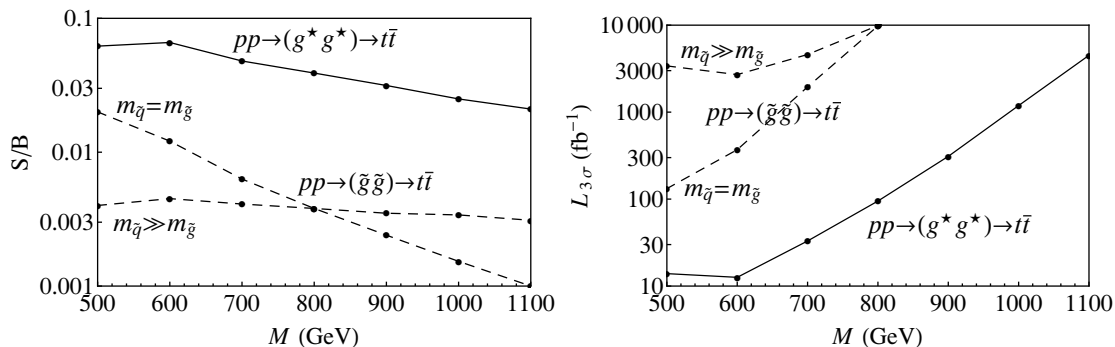 0.1
0.03
0.01
0.003
0.001
S/B
pp→(g⋆ g⋆)→tt̄
m_q̃=m_g̃
pp→(g̃g̃)→tt̄
m_q̃≫m_g̃
500 600 700 800 900 1000 1100
M (GeV)
10 000
3000
1000
300
100
30
10
L_3σ (fb⁻¹)
m_q̃≫m_g̃
pp→(g̃g̃)→tt̄
m_q̃=m_g̃
pp→(g⋆ g⋆)→tt̄
500 600 700 800 900 1000 1100
M (GeV)